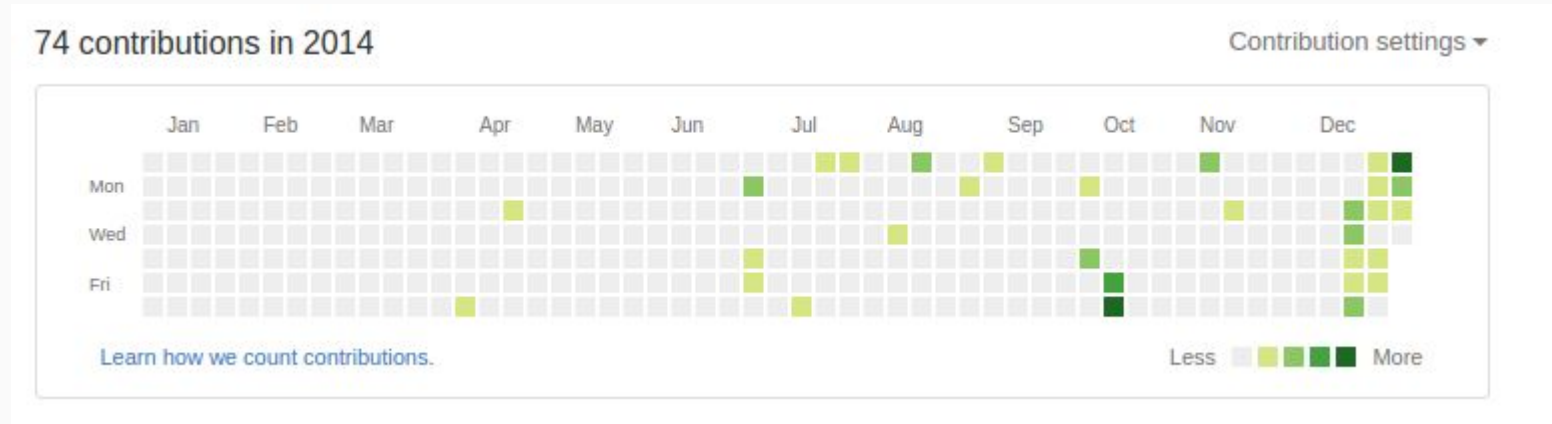 74 contributions in 2014
Contribution settings
Jan Feb Mar Apr May Jun Jul Aug Sep Oct Nov Dec
Mon
Wed
Fri
Learn how we count contributions.
Less More